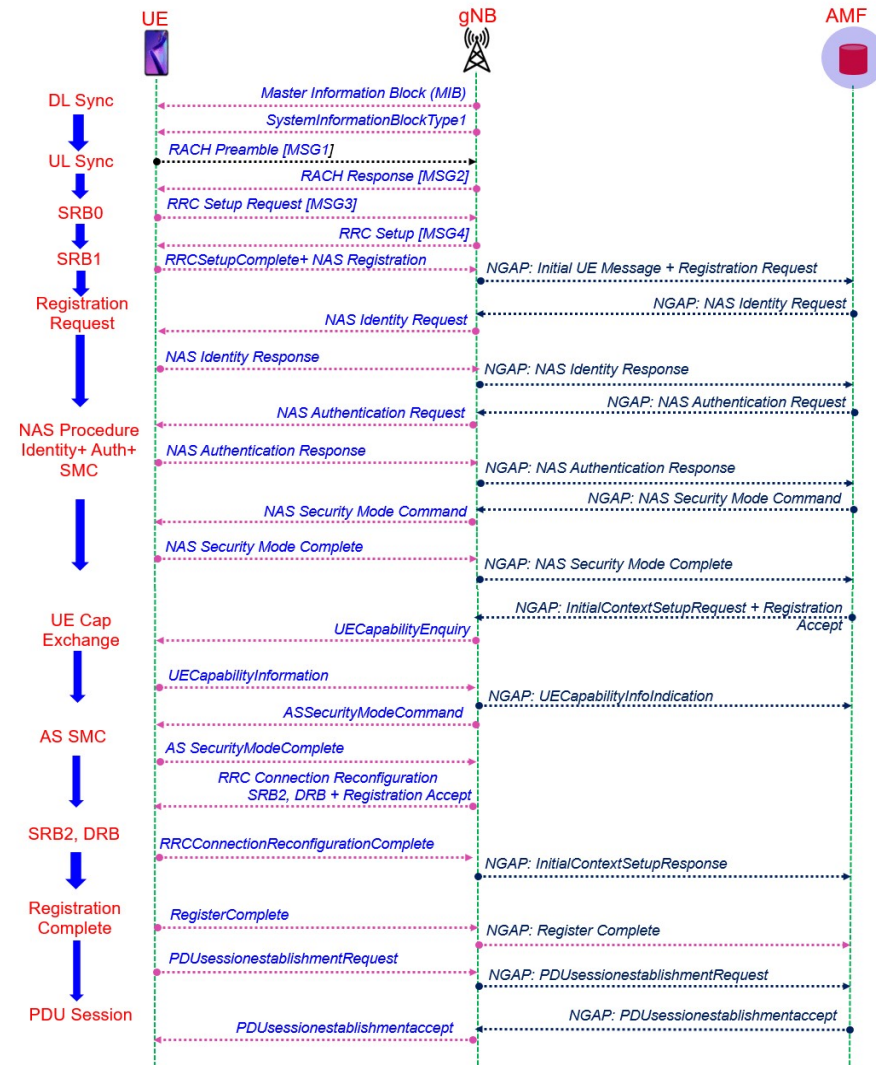 UE
gNB
AMF
Master Information Block (MIB)
DL Sync
SystemInformationBlockType1
RACH Preamble [MSG1]
UL Sync
RACH Response [MSG2]
RRC Setup Request [MSG3]
SRB0
RRC Setup [MSG4]
SRB1
RRCSetupComplete+ NAS Registration
NGAP: Initial UE Message + Registration Request
Registration
Request
NGAP: NAS Identity Request
NAS Identity Request
NAS Identity Response
NGAP: NAS Identity Response
NGAP: NAS Authentication Request
NAS Authentication Request
NAS Procedure
Identity+ Auth+
SMC
NAS Authentication Response
NGAP: NAS Authentication Response
NGAP: NAS Security Mode Command
NAS Security Mode Command
NAS Security Mode Complete
NGAP: NAS Security Mode Complete
NGAP: InitialContextSetupRequest + Registration
Accept
UE Cap
Exchange
UECapabilityEnquiry
UECapabilityInformation
NGAP: UECapabilityInfoIndication
ASSecurityModeCommand
AS SMC
AS SecurityModeComplete
RRC Connection Reconfiguration
SRB2, DRB + Registration Accept
SRB2, DRB
RRCConnectionReconfigurationComplete
NGAP: InitialContextSetupResponse
Registration
Complete
RegisterComplete
NGAP: Register Complete
PDUsessionestablishmentRequest
NGAP: PDUsessionestablishmentRequest
PDU Session
NGAP: PDUsessionestablishmentaccept
PDUsessionestablishmentaccept